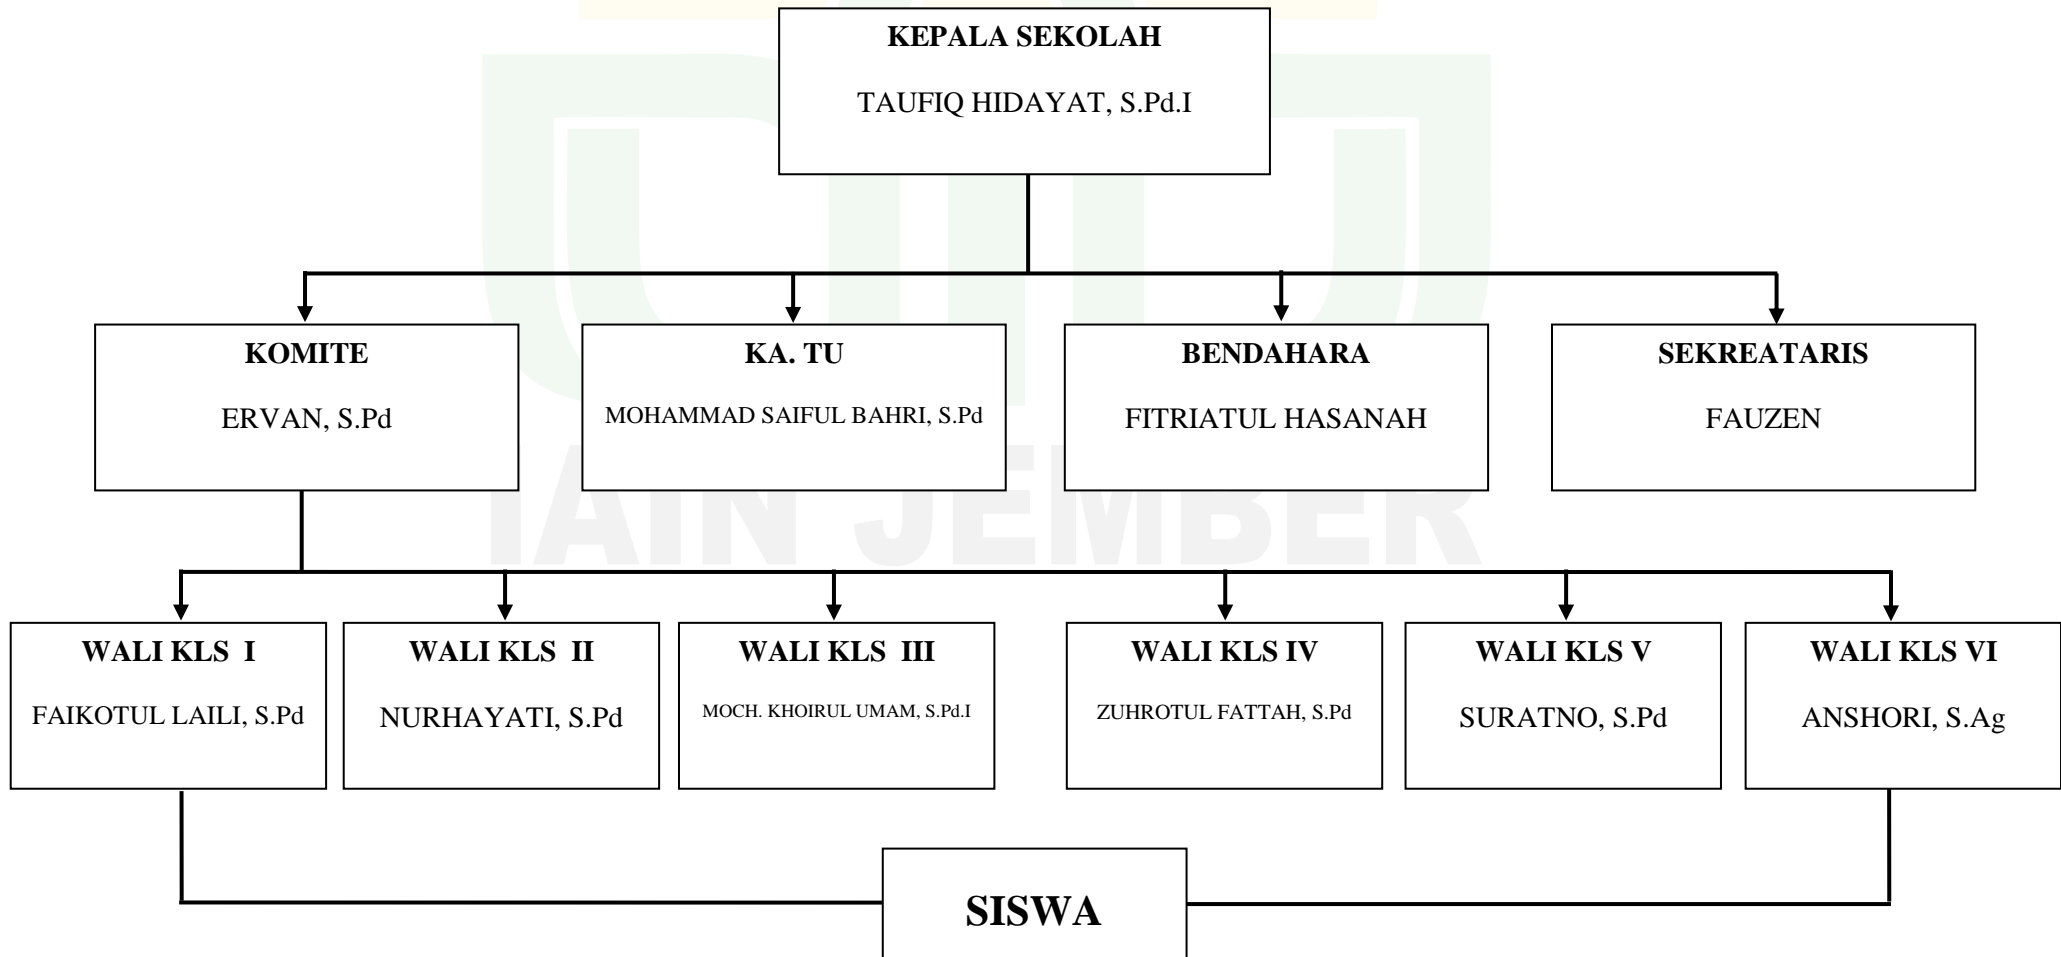 KEPALA SEKOLAH
TAUFIQ HIDAYAT, S.Pd.I
KOMITE
ERVAN, S.Pd
KA. TU
MOHAMMAD SAIFUL BAHRI, S.Pd
BENDAHARA
FITRIATUL HASANAH
SEKREATARIS
FAUZEN
IAIN JEMBER
WALI KLS I
FAIKOTUL LAILI, S.Pd
WALI KLS II
NURHAYATI, S.Pd
WALI KLS III
MOCH. KHOIRUL UMAM, S.Pd.I
WALI KLS IV
ZUHROTUL FATTAH, S.Pd
WALI KLS V
SURATNO, S.Pd
WALI KLS VI
ANSHORI, S.Ag
SISWA